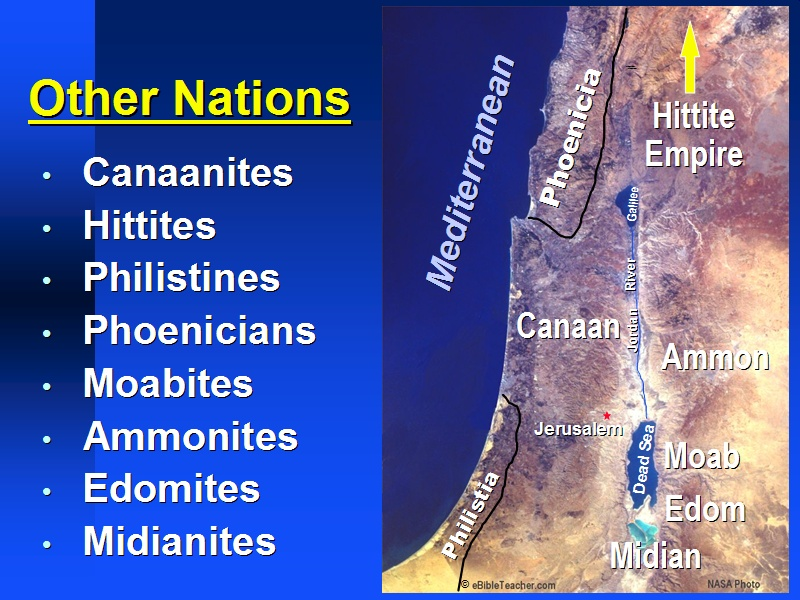 Other Nations
• Canaanites
• Hittites
• Philistines
• Phoenicians
• Moabites
• Ammonites
• Edomites
• Midianites
Mediterranean
Phoenicia
Hittite
Empire
Galilee
Jordan River
Canaan
Ammon
Jerusalem
Dead Sea
Moab
Philistia
Edom
Midian
© eBibleTeacher.com
NASA Photo